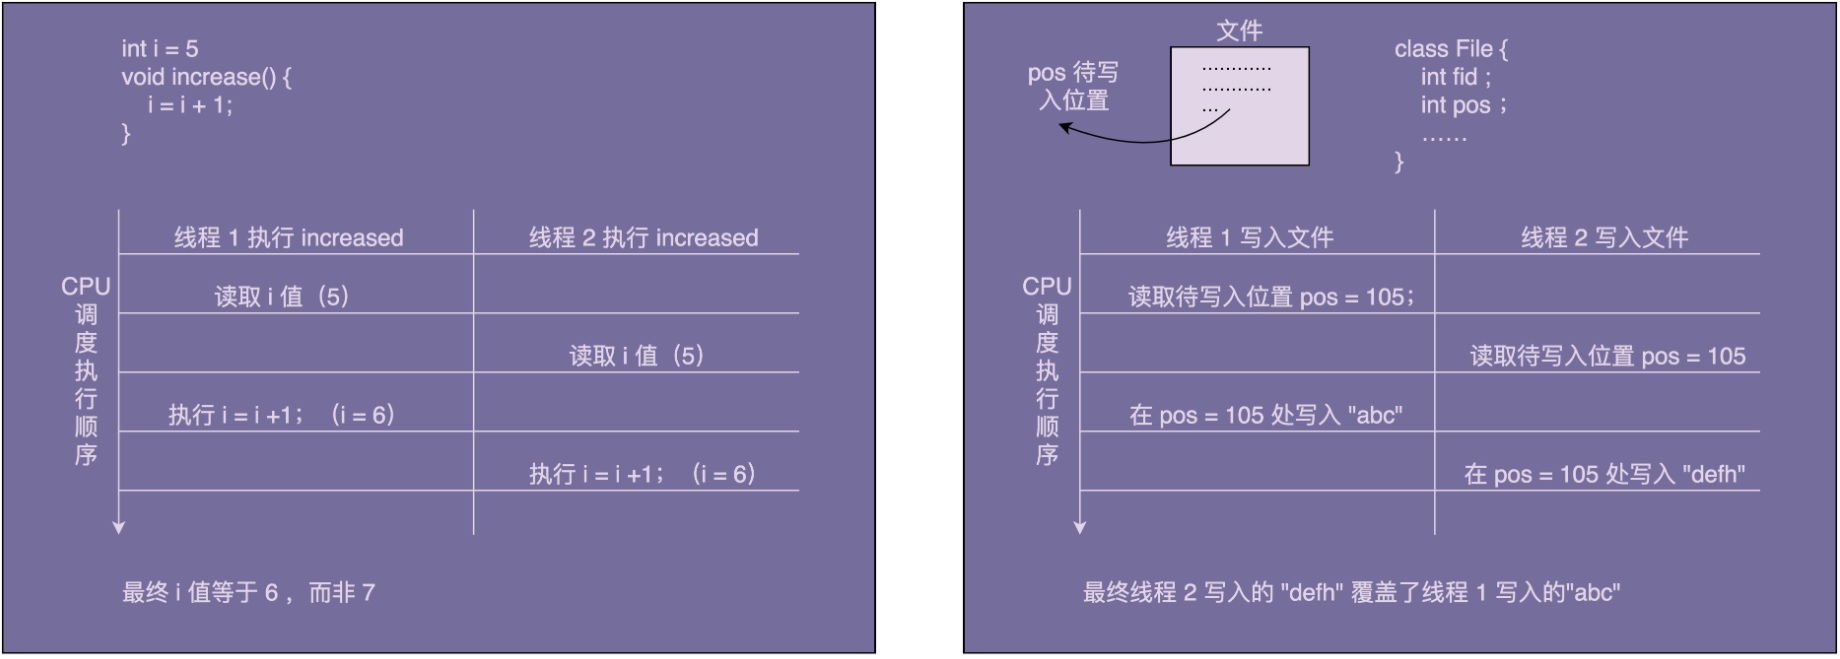 int i = 5
void increase() {
i = i + 1;
}
线程 1 执行 increased
线程 2 执行 increased
CPU
调
度
执
行
顺
序
读取 i 值（5）
读取 i 值（5）
执行 i = i +1； （i = 6）
执行 i = i +1； （i = 6）
最终 i 值等于 6 ，而非 7
文件
............
............
...
pos 待写
入位置
class File {
int fid ;
int pos ；
……
}
线程 1 写入文件
线程 2 写入文件
CPU
调
度
执
行
顺
序
读取待写入位置 pos = 105；
读取待写入位置 pos = 105
在 pos = 105 处写入 "abc"
在 pos = 105 处写入 "defh"
最终线程 2 写入的 "defh" 覆盖了线程 1 写入的"abc"